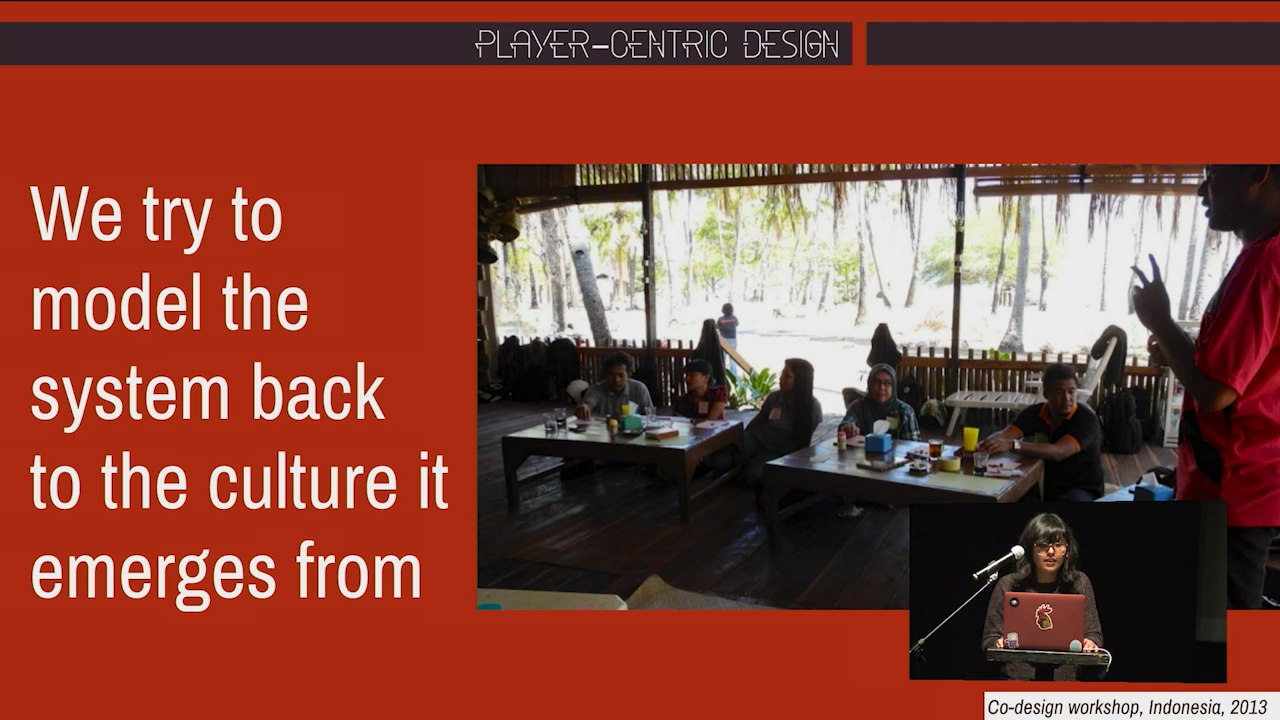 PLAYER-CENTRIC DESIGN
We try to
model the
system back
to the culture it
emerges from
Co-design workshop, Indonesia, 2013